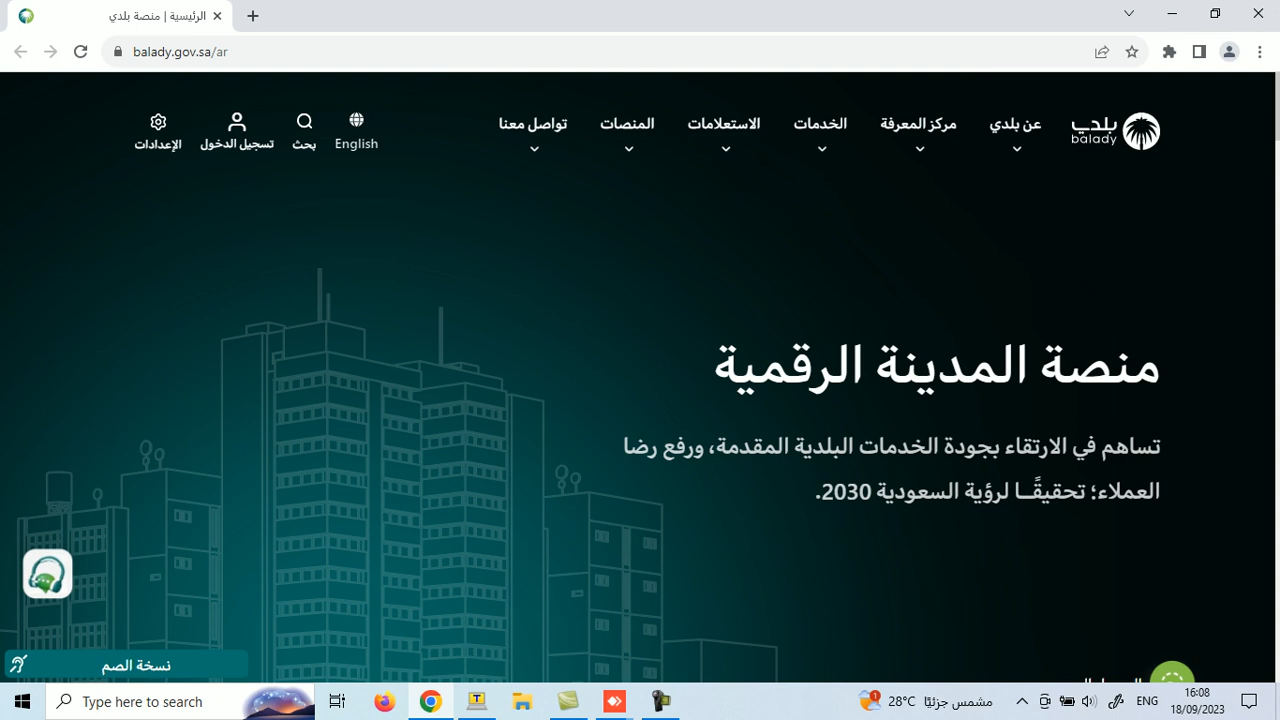 الرئيسية | منصة بلدي
balady.gov.sa/ar
بلدي
balady
عن بلدي
مركز المعرفة
الخدمات
الاستعلامات
المنصات
تواصل معنا
English
بحث
تسجيل الدخول
الإعدادات
منصة المدينة الرقمية
تساهم في الارتقاء بجودة الخدمات البلدية المقدمة، ورفع رضا
العملاء؛ تحقيقًــا لرؤية السعودية 2030.
نسخة الصم
Type here to search
1
28°C مشمس جزئيًا
ENG
16:08
18/09/2023